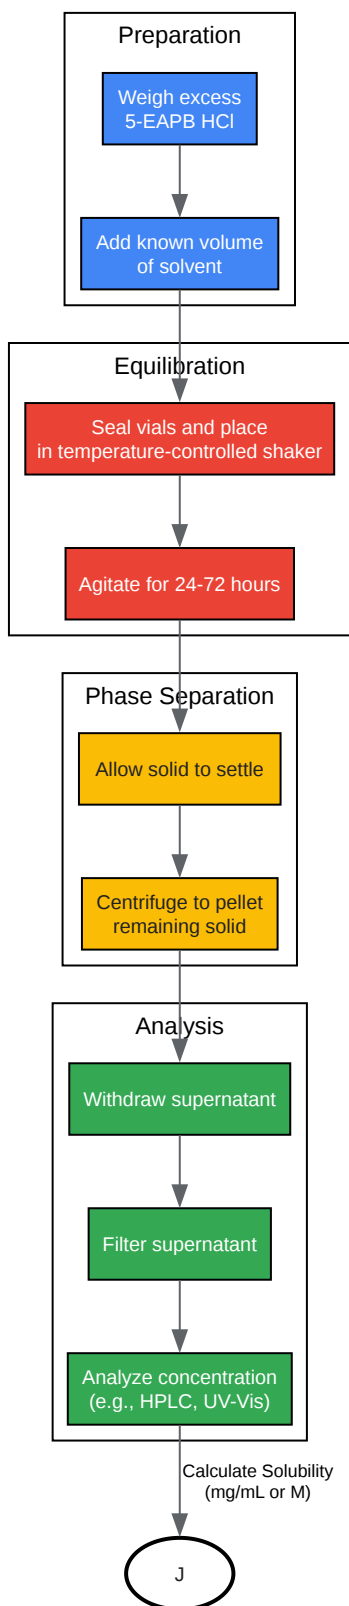 Preparation
Weigh excess
5-EAPB HCl
Add known volume
of solvent
Equilibration
Seal vials and place
in temperature-controlled shaker
Agitate for 24-72 hours
Phase Separation
Allow solid to settle
Centrifuge to pellet
remaining solid
Analysis
Withdraw supernatant
Filter supernatant
Analyze concentration
(e.g., HPLC, UV-Vis)
Calculate Solubility
(mg/mL or M)
J